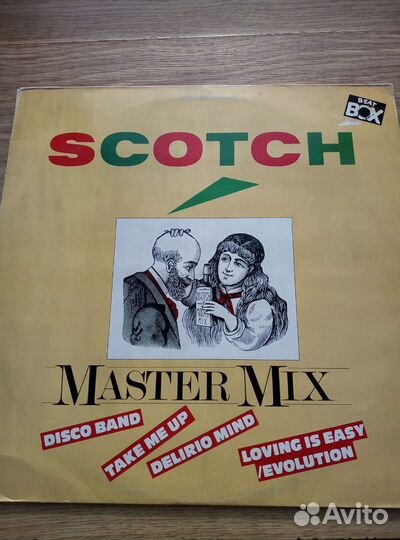 BEAT
BOX
SCOTCH
MASTER MIX
DISCO BAND
TAKE ME UP
DELIRIO MIND
LOVING IS EASY
/EVOLUTION
Avito